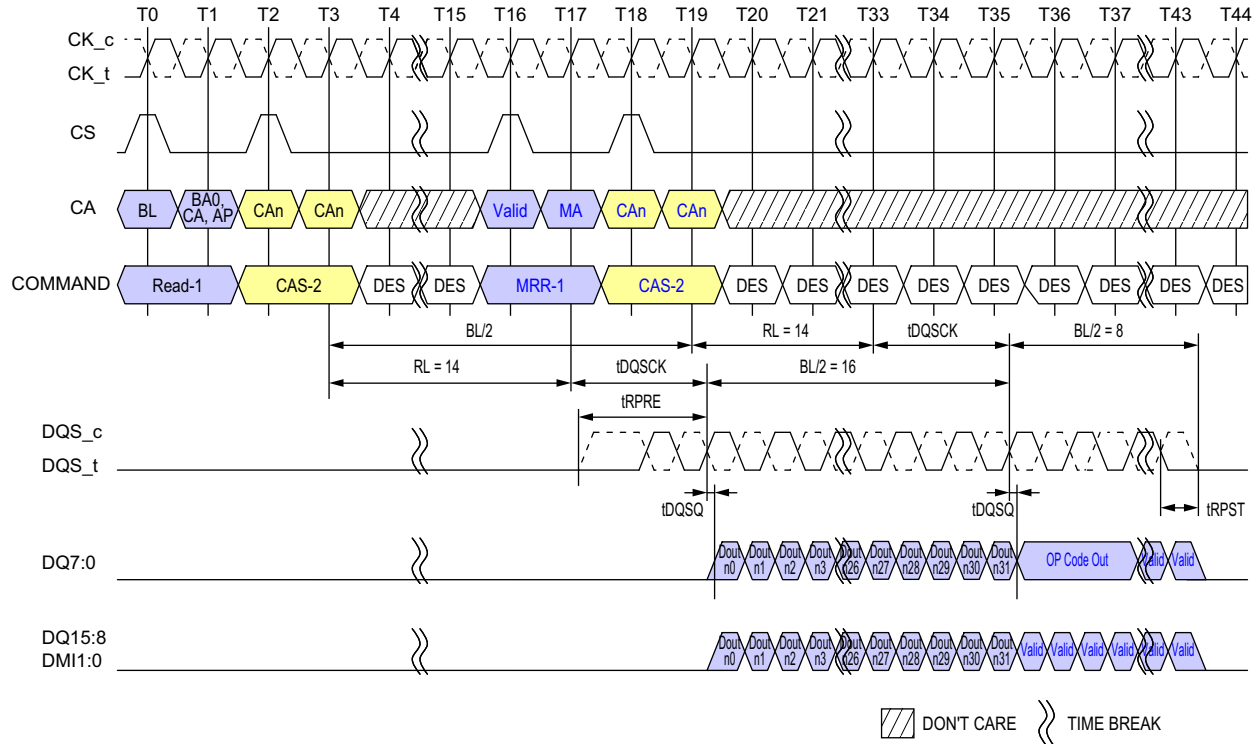 T0 T1 T2 T3 T4 T15 T16 T17 T18 T19 T20 T21 T33 T34 T35 T36 T37 T43 T44
CK_c
CK_t
CS
CA BL BA0, CA, AP CAn CAn Valid MA CAn CAn
COMMAND Read-1 CAS-2 DES DES MRR-1 CAS-2 DES DES DES DES DES DES DES DES DES
BL/2 RL = 14 tDQSCK BL/2 = 8
RL = 14 tDQSCK BL/2 = 16
tRPRE
DQS_c
DQS_t
tDQSQ tDQSQ tRPST
DQ7:0 Dout n0 Dout n1 Dout n2 Dout n3 Dout n26 Dout n27 Dout n28 Dout n29 Dout n30 Dout n31 OP Code Out Valid Valid
DQ15:8
DMI1:0 Dout n0 Dout n1 Dout n2 Dout n3 Dout n26 Dout n27 Dout n28 Dout n29 Dout n30 Dout n31 Valid Valid Valid Valid Valid Valid
DON'T CARE TIME BREAK